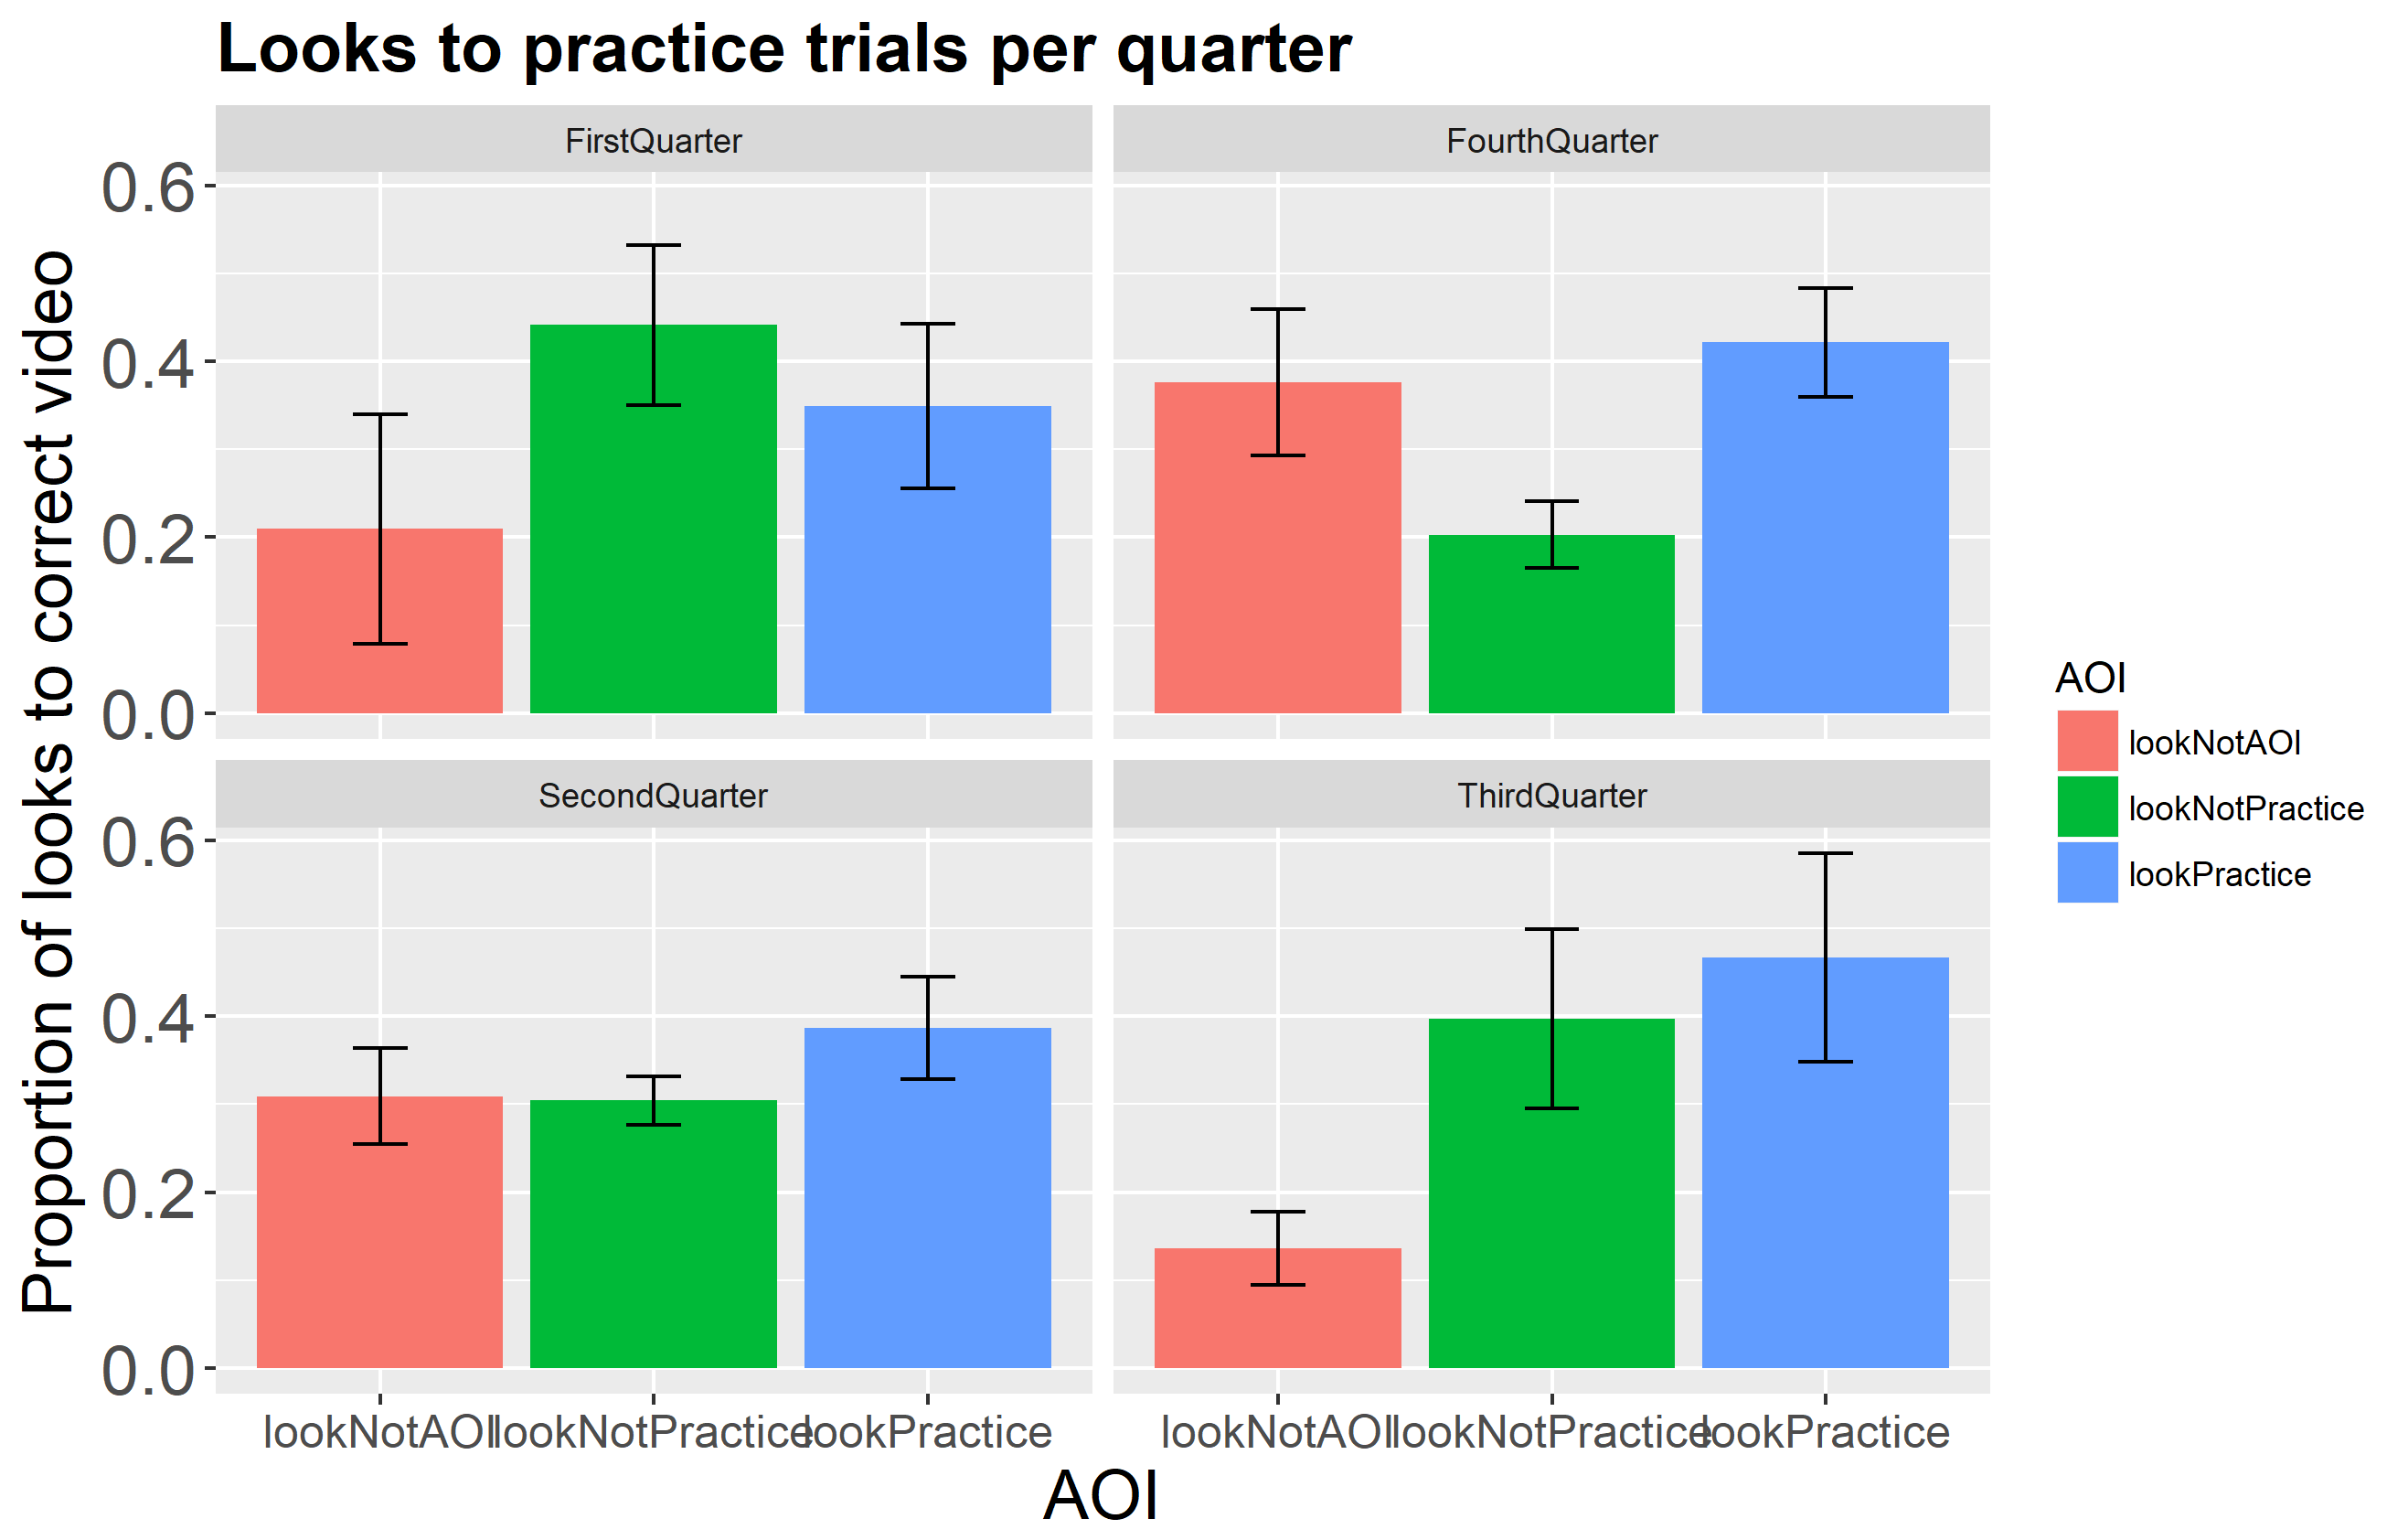 Looks to practice trials per quarter
Proportion of looks to correct video
FirstQuarter
0.6
0.4
0.2
0.0
FourthQuarter
SecondQuarter
0.6
0.4
0.2
0.0
lookNotAOI
lookNotPractice
lookPractice
ThirdQuarter
lookNotAOI
lookNotPractice
lookPractice
AOI
AOI
lookNotAOI
lookNotPractice
lookPractice